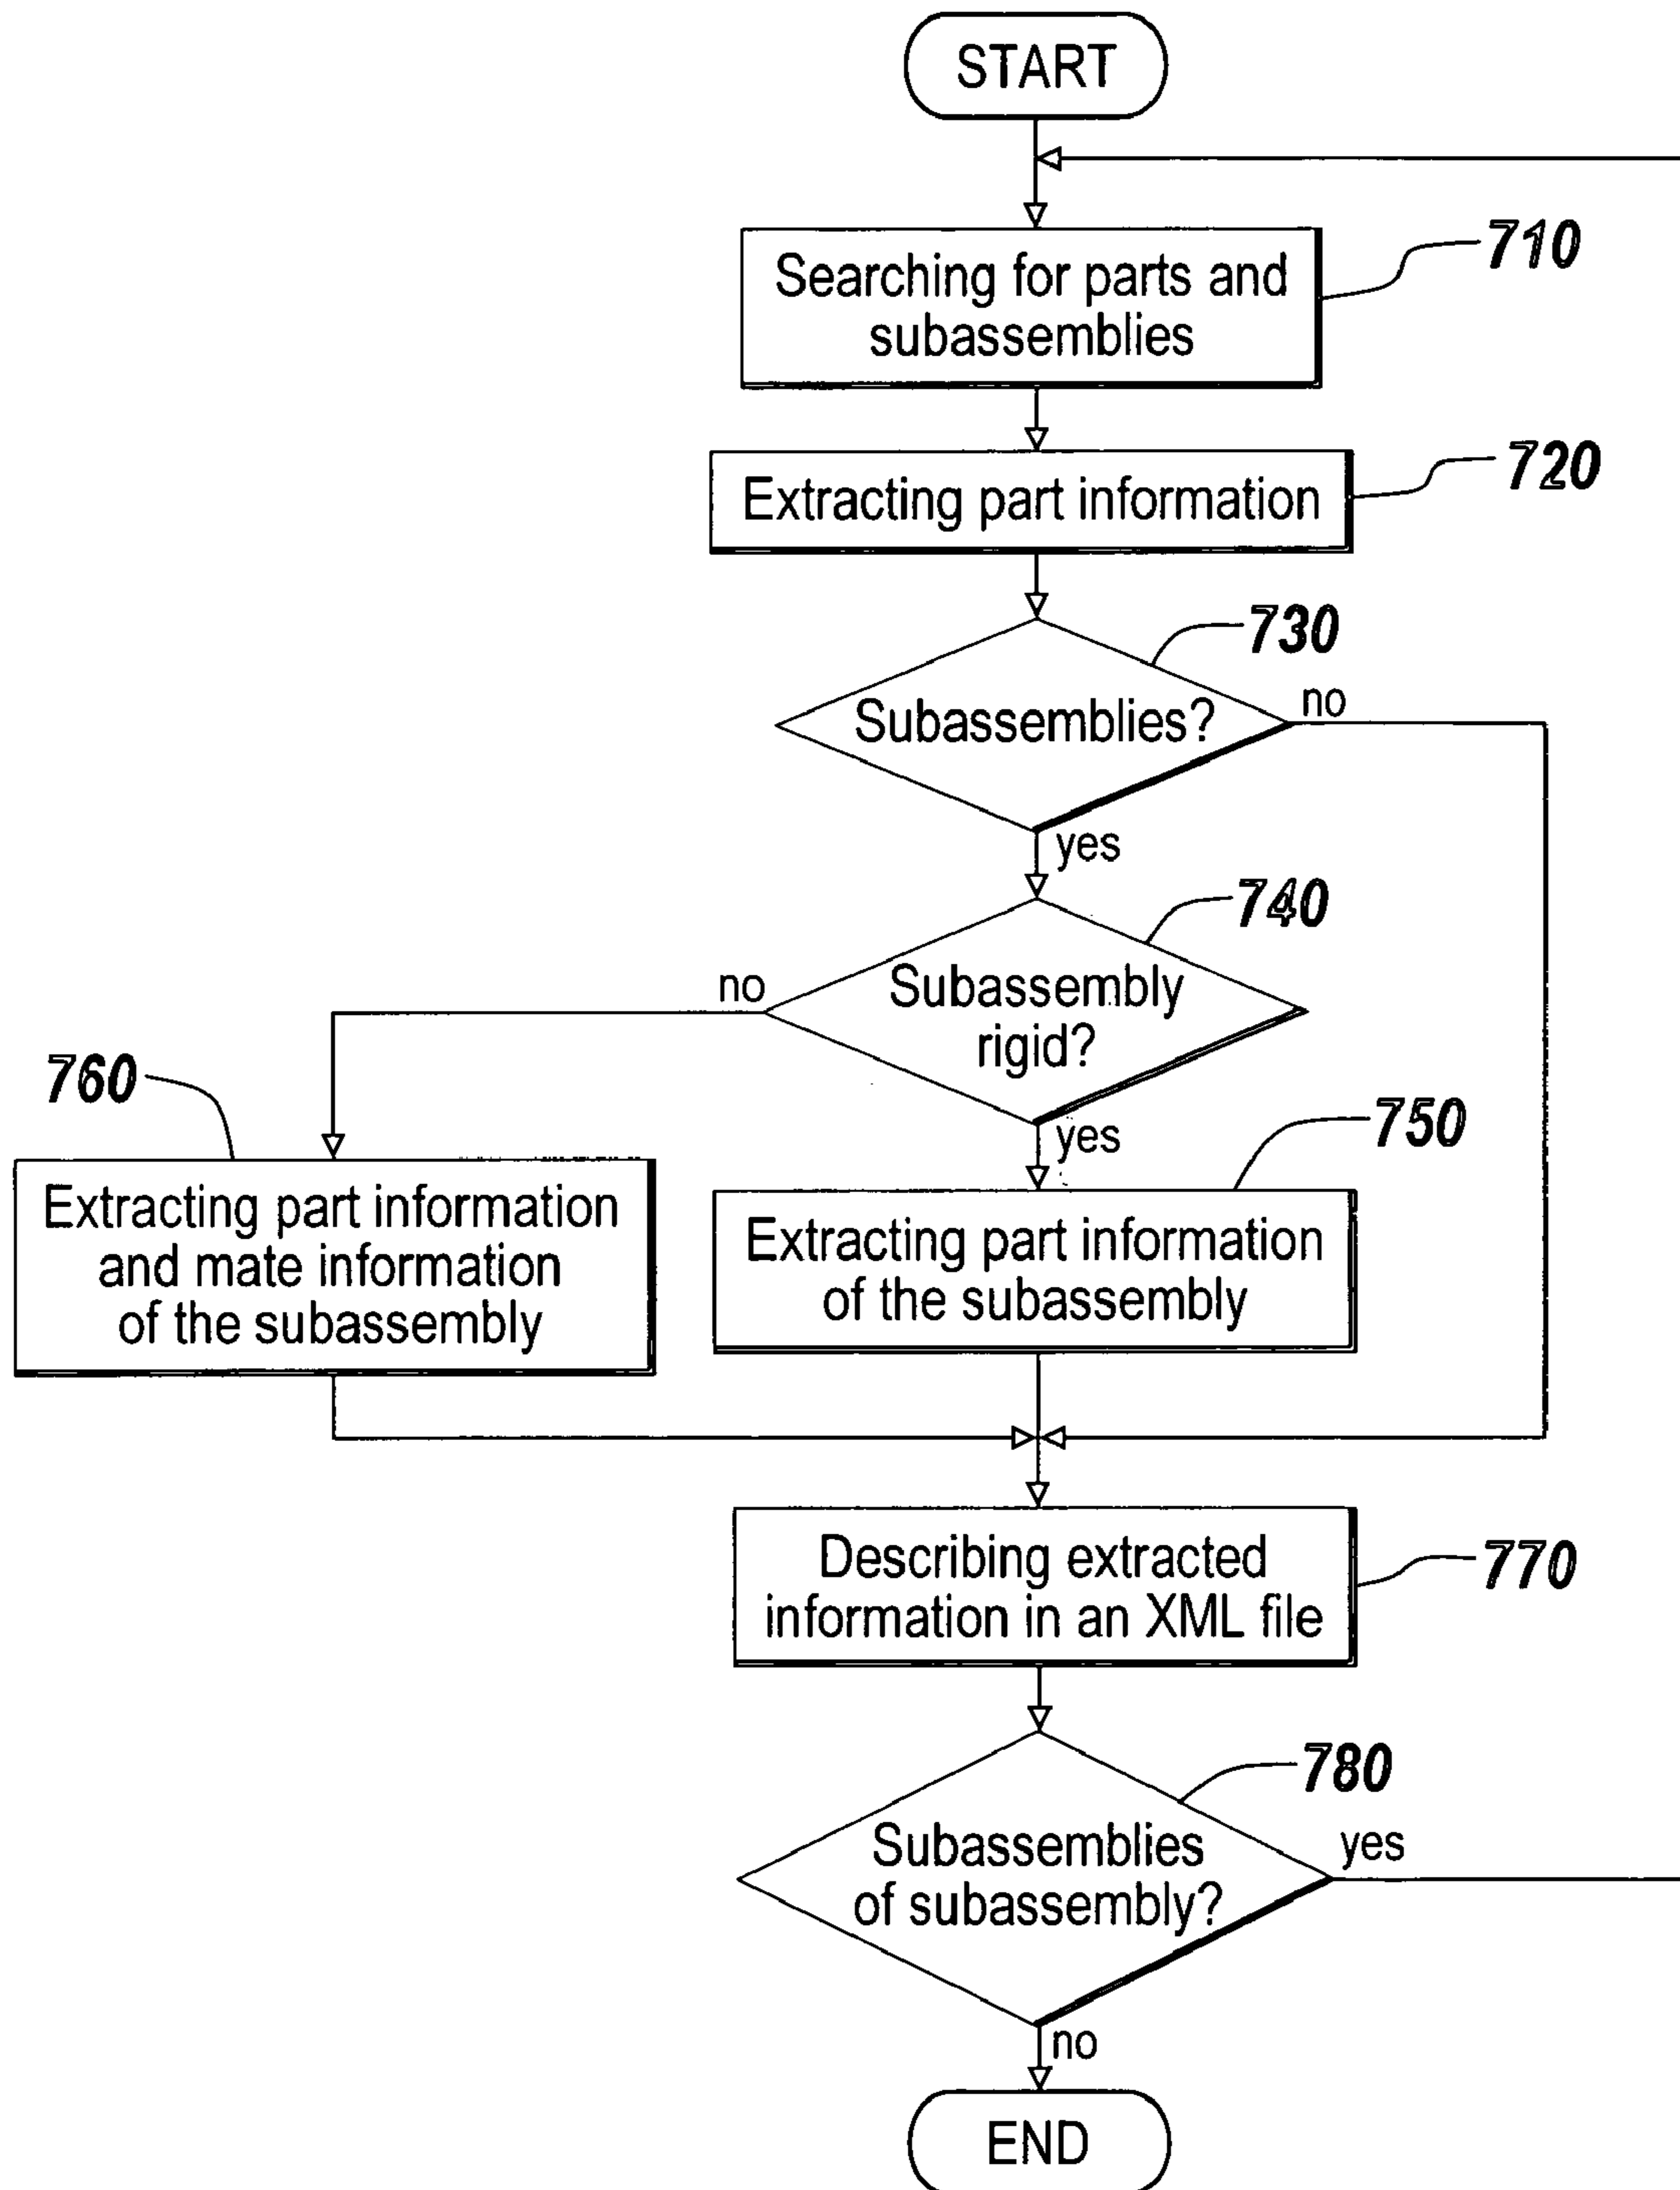 START
710
Searching for parts and
subassemblies
720
Extracting part information
730
Subassemblies?
no
yes
740
Subassembly
rigid?
no
yes
760
750
Extracting part information
and mate information
of the subassembly
Extracting part information
of the subassembly
Describing extracted
information in an XML file
770
780
Subassemblies
of subassembly?
yes
no
END